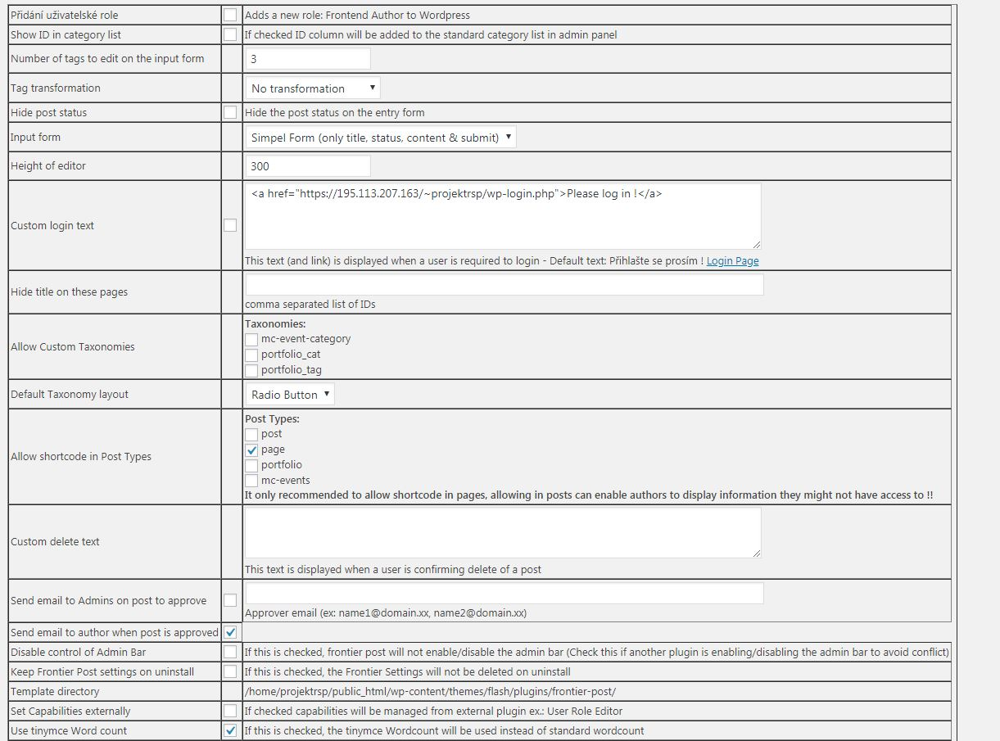 Přidání uživatelské role Adds a new role: Frontend Author to Wordpress
Show ID in category list If checked ID column will be added to the standard category list in admin panel
Number of tags to edit on the input form 3
Tag transformation No transformation
Hide post status Hide the post status on the entry form
Input form Simpel Form (only title, status, content & submit)
Height of editor 300
<a href="https://195.113.207.163/~projektrsp/wp-login.php">Please log in !</a>
Custom login text
This text (and link) is displayed when a user is required to login - Default text: Přihlašte se prosím ! Login Page
Hide title on these pages
comma separated list of IDs
Taxonomies:
mc-event-category
Allow Custom Taxonomies
portfolio_cat
portfolio_tag
Default Taxonomy layout Radio Button
Post Types:
post
page
Allow shortcode in Post Types
portfolio
mc-events
It only recommended to allow shortcode in pages, allowing in posts can enable authors to display information they might not have access to !!
Custom delete text
This text is displayed when a user is confirming delete of a post
Send email to Admins on post to approve
Approver email (ex: name1@domain.xx, name2@domain.xx)
Send email to author when post is approved
Disable control of Admin Bar If this is checked, frontier post will not enable/disable the admin bar (Check this if another plugin is enabling/disabling the admin bar to avoid conflict)
Keep Frontier Post settings on uninstall If this is checked, the Frontier Settings will not be deleted on uninstall
Template directory /home/projektrsp/public_html/wp-content/themes/flash/plugins/frontier-post/
Set Capabilities externally If checked capabilities will be managed from external plugin ex.: User Role Editor
Use tinymce Word count If this is checked, the tinymce Wordcount will be used instead of standard wordcount